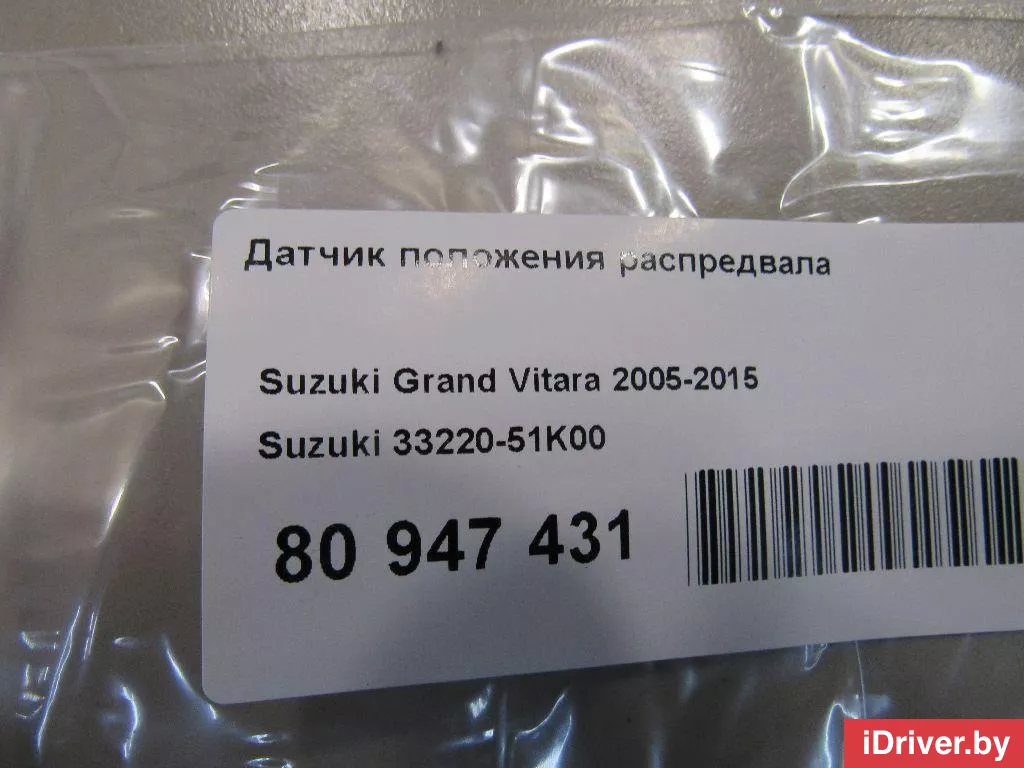 Датчик положения распредвала
Suzuki Grand Vitara 2005-2015
Suzuki 33220-51K00
80 947 431
iDriver.by